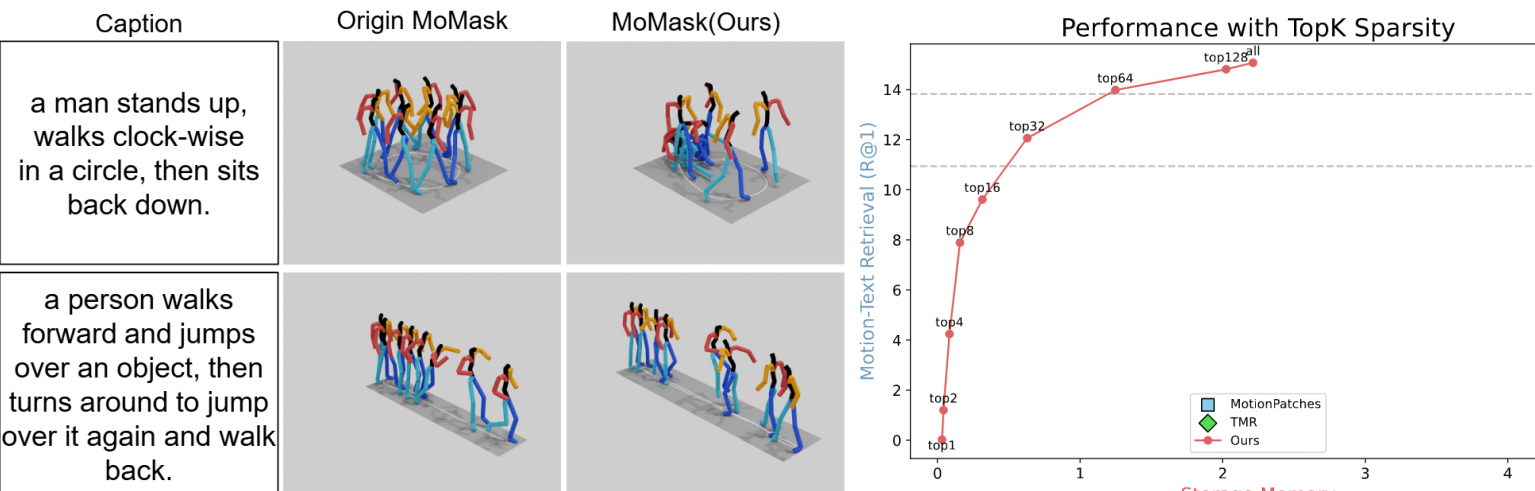 Caption
Origin MoMask
MoMask(Ours)
a man stands up,
walks clock-wise
in a circle, then sits
back down.
a person walks
forward and jumps
over an object, then
turns around to jump
over it again and walk
back.
Performance with TopK Sparsity
Motion-Text Retrieval (R@1)
14
12
10
8
6
4
2
0
top1
top2
top4
top8
top16
top32
top64
top128
all
MotionPatches
TMR
Ours
0
1
2
3
4
Storage Memory